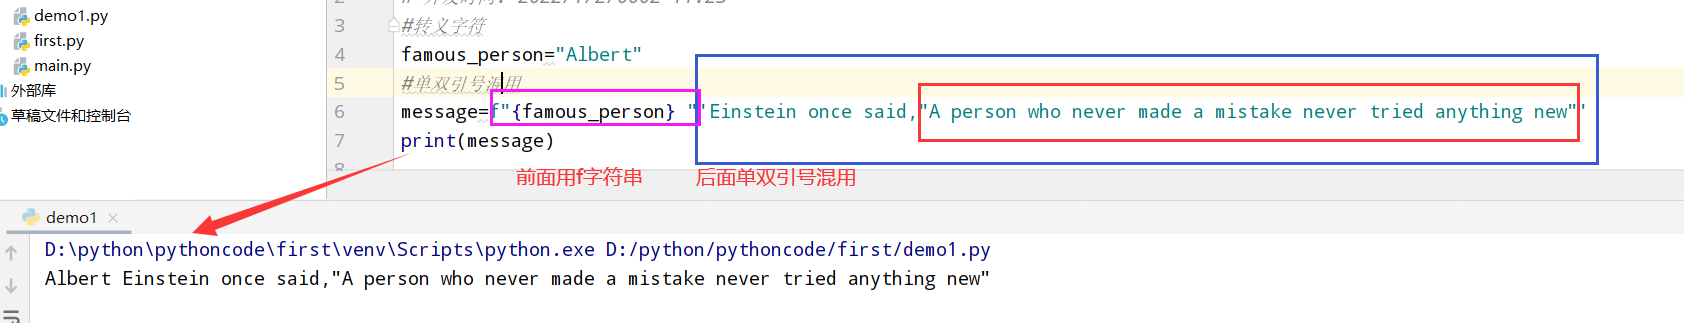 demo1.py
first.py
main.py
外部库
草稿文件和控制台
3 #转义字符
4 famous_person="Albert"
5 #单双引号混用
6 message=f"{famous_person} "'Einstein once said,"A person who never made a mistake never tried anything new"'
7 print(message)
8
前面用f字符串 后面单双引号混用
demo1
D:\python\pythoncode\first\venv\Scripts\python.exe D:/python/pythoncode/first/demo1.py
Albert Einstein once said,"A person who never made a mistake never tried anything new"